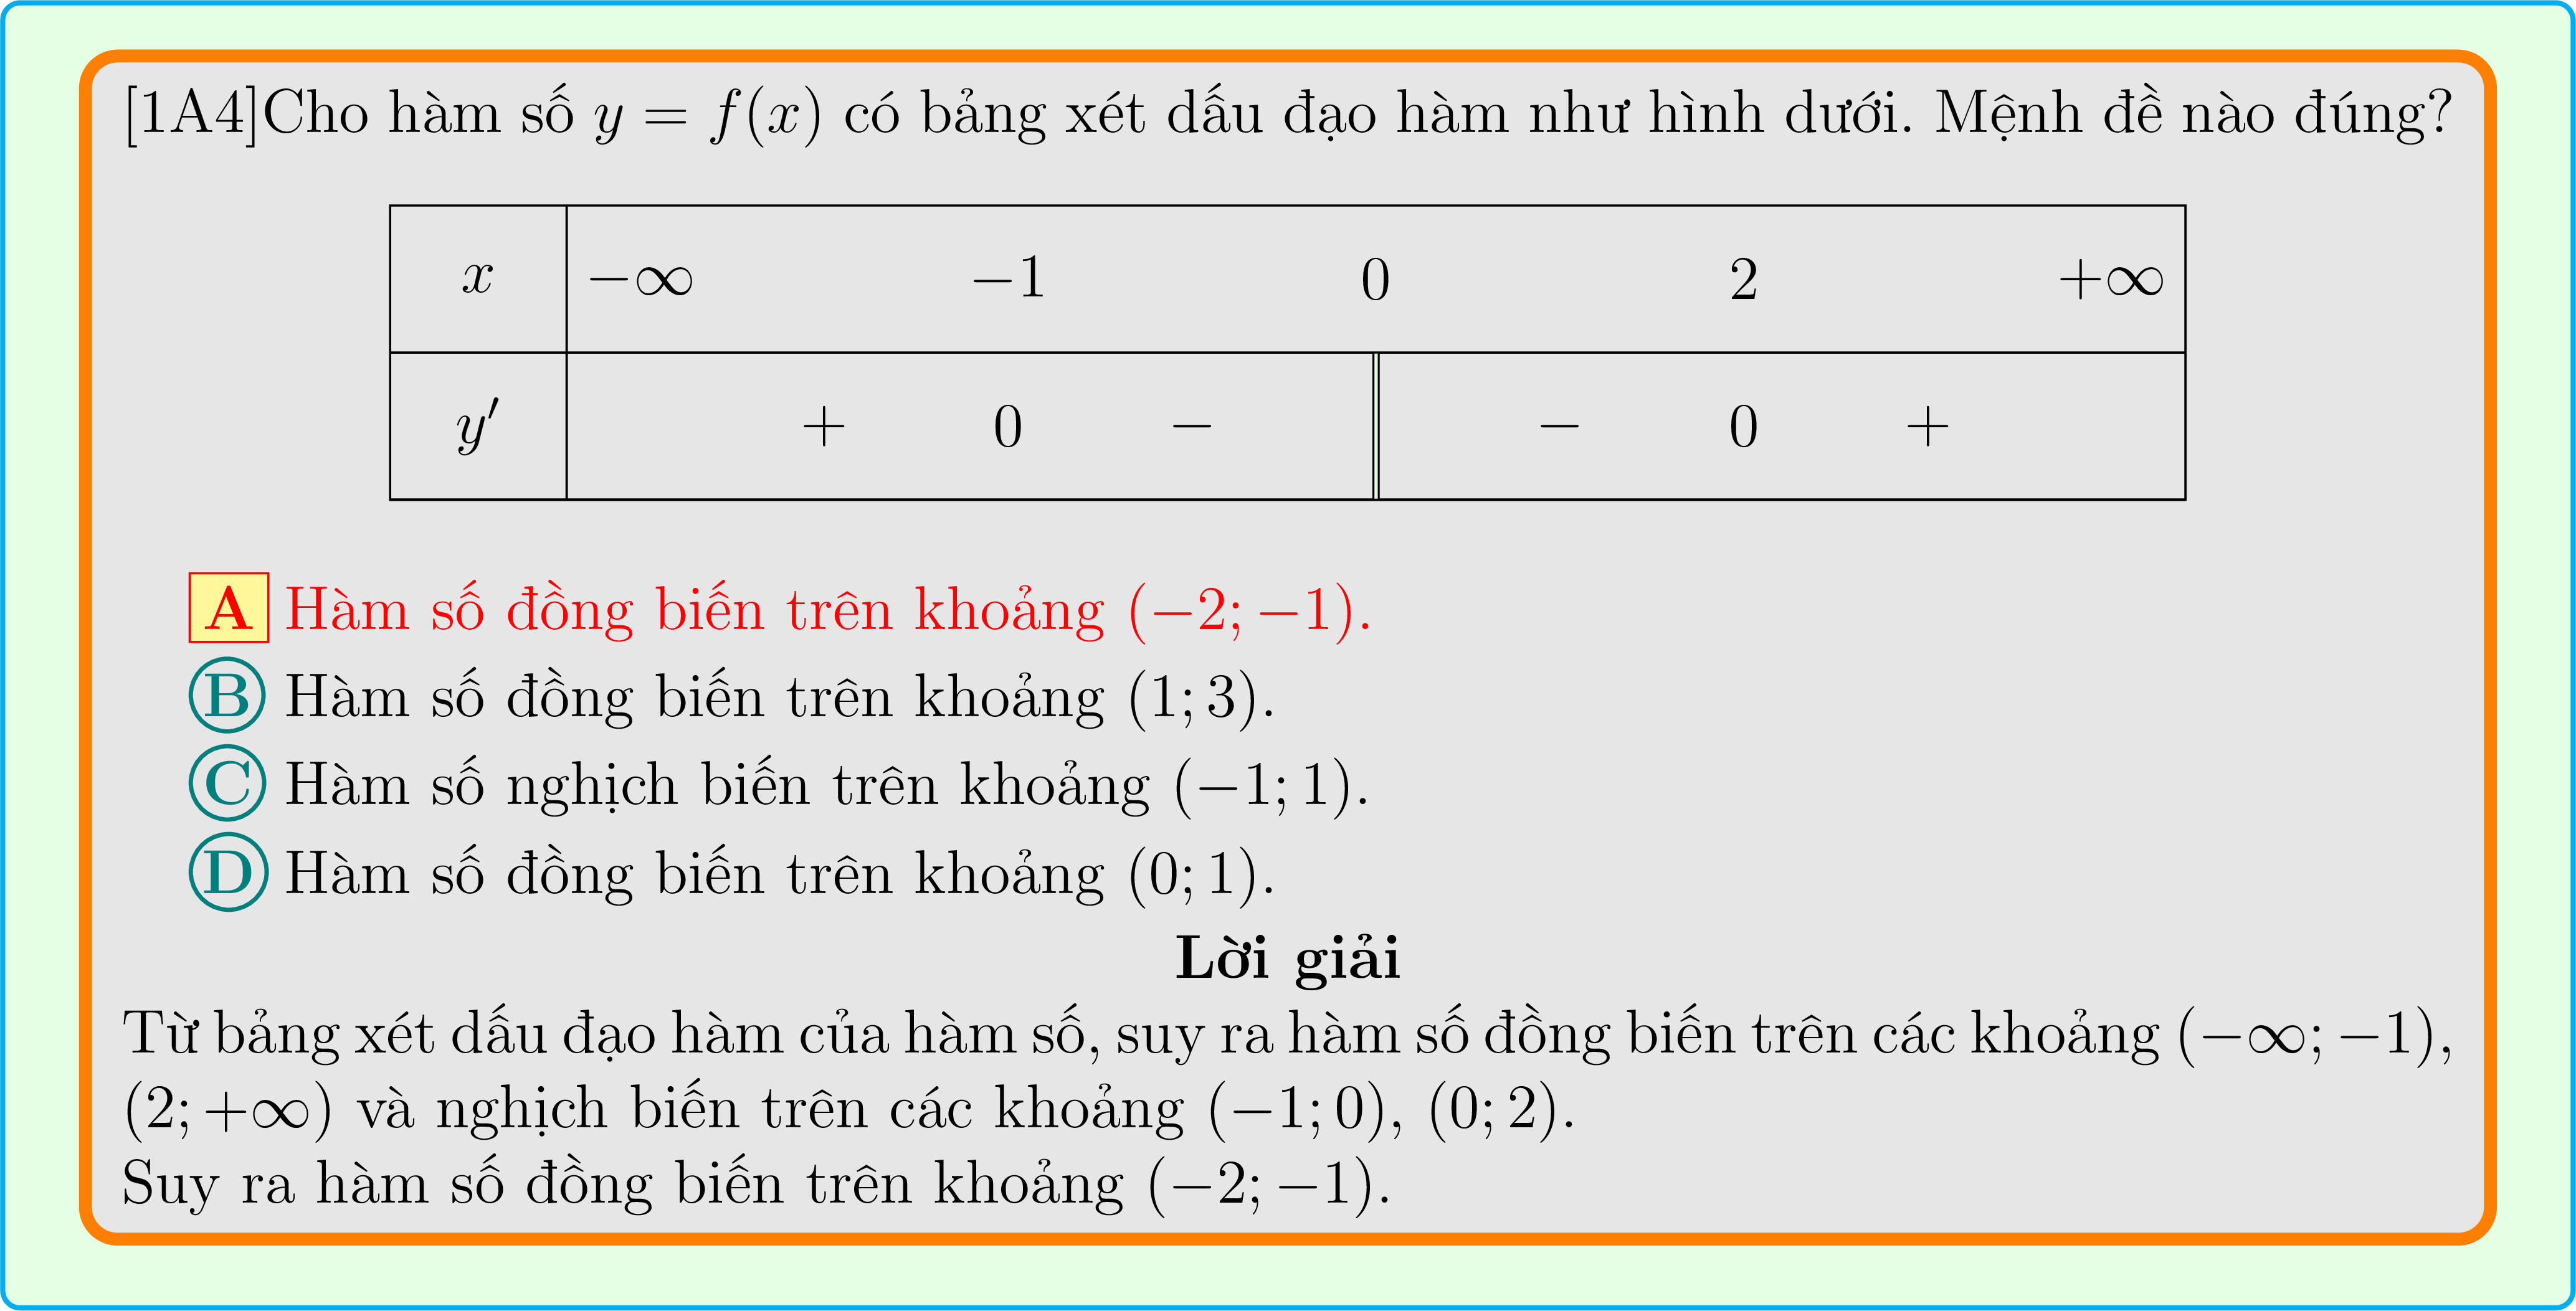 [1A4]Cho hàm số y = f(x) có bảng xét dấu đạo hàm như hình dưới. Mệnh đề nào đúng?
x −∞ −1 0 2 +∞
y′ + 0 − − 0 +
A Hàm số đồng biến trên khoảng (−2; −1).
B Hàm số đồng biến trên khoảng (1; 3).
C Hàm số nghịch biến trên khoảng (−1; 1).
D Hàm số đồng biến trên khoảng (0; 1).
Lời giải
Từ bảng xét dấu đạo hàm của hàm số, suy ra hàm số đồng biến trên các khoảng (−∞; −1),
(2; +∞) và nghịch biến trên các khoảng (−1; 0), (0; 2).
Suy ra hàm số đồng biến trên khoảng (−2; −1).